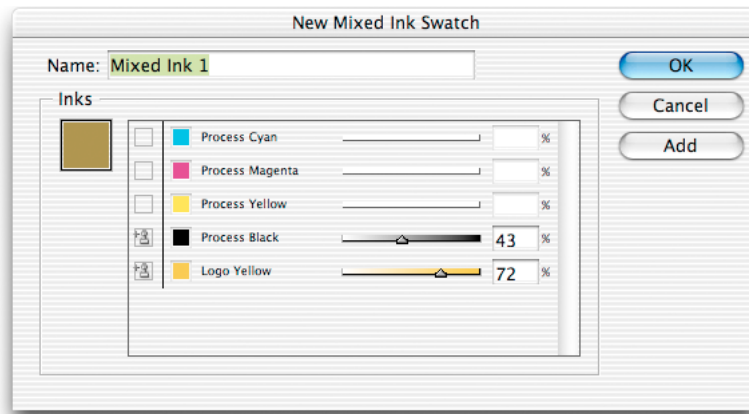 New Mixed Ink Swatch
Name: Mixed Ink 1 OK
Inks Cancel
Process Cyan % Add
Process Magenta %
Process Yellow %
Process Black 43 %
Logo Yellow 72 %